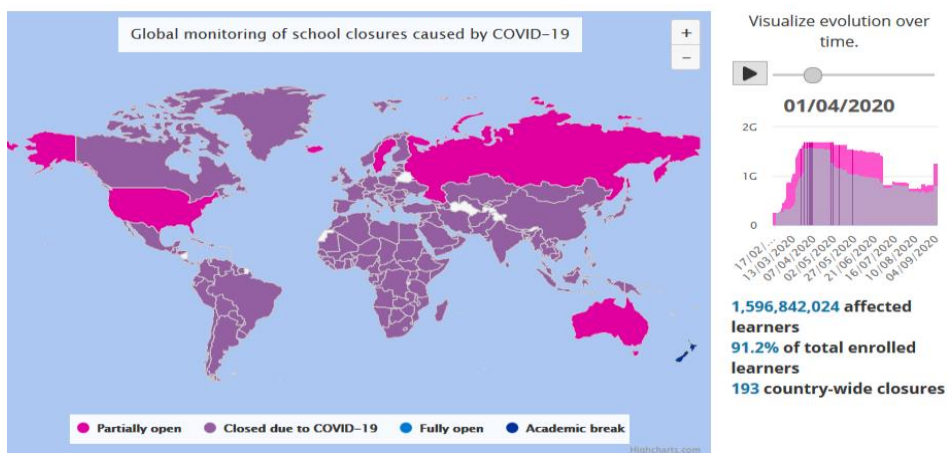 Global monitoring of school closures caused by COVID-19
+
−
Partially open
Closed due to COVID-19
Fully open
Academic break
Highcharts.com
Visualize evolution over
time.
01/04/2020
2G
1G
0
17/02/...
13/03/2020
07/04/2020
02/05/2020
27/05/2020
21/06/2020
16/07/2020
10/08/2020
04/09/2020
1,596,842,024 affected
learners
91.2% of total enrolled
learners
193 country-wide closures